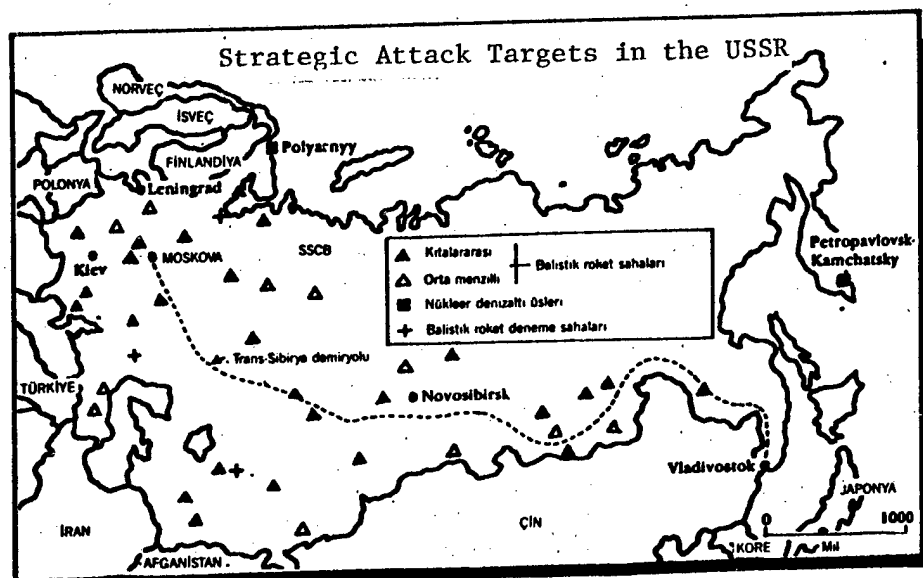 Strategic Attack Targets in the USSR
NORVEÇ
İSVEÇ
FİNLANDİYA
Polyarnyy
POLONYA
Leningrad
SSCB
Kiev
MOSKOVA
Petropavlovsk-
Kamchatsky
Kıtalararası
Orta menzilli
Balistik roket sahaları
Nükleer denizaltı üsleri
Balistik roket deneme sahaları
Trans-Sibirya demiryolu
TÜRKİYE
Novosibirsk
Vladivostok
JAPONYA
İRAN
ÇİN
0 1000
AFGANİSTAN
KORE
Mil